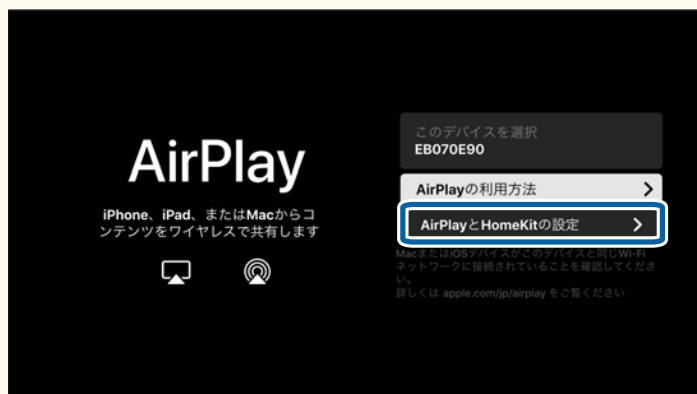 AirPlay
iPhone、iPad、またはMacからコ
ンテンツをワイヤレスで共有します
このデバイスを選択
EB070E90
AirPlayの利用方法
AirPlayとHomeKitの設定
MacまたはiOSデバイスがこのデバイスと同じWi-Fi
ネットワークに接続されていることを確認してくださ
い。
詳しくは apple.com/jp/airplay をご覧ください